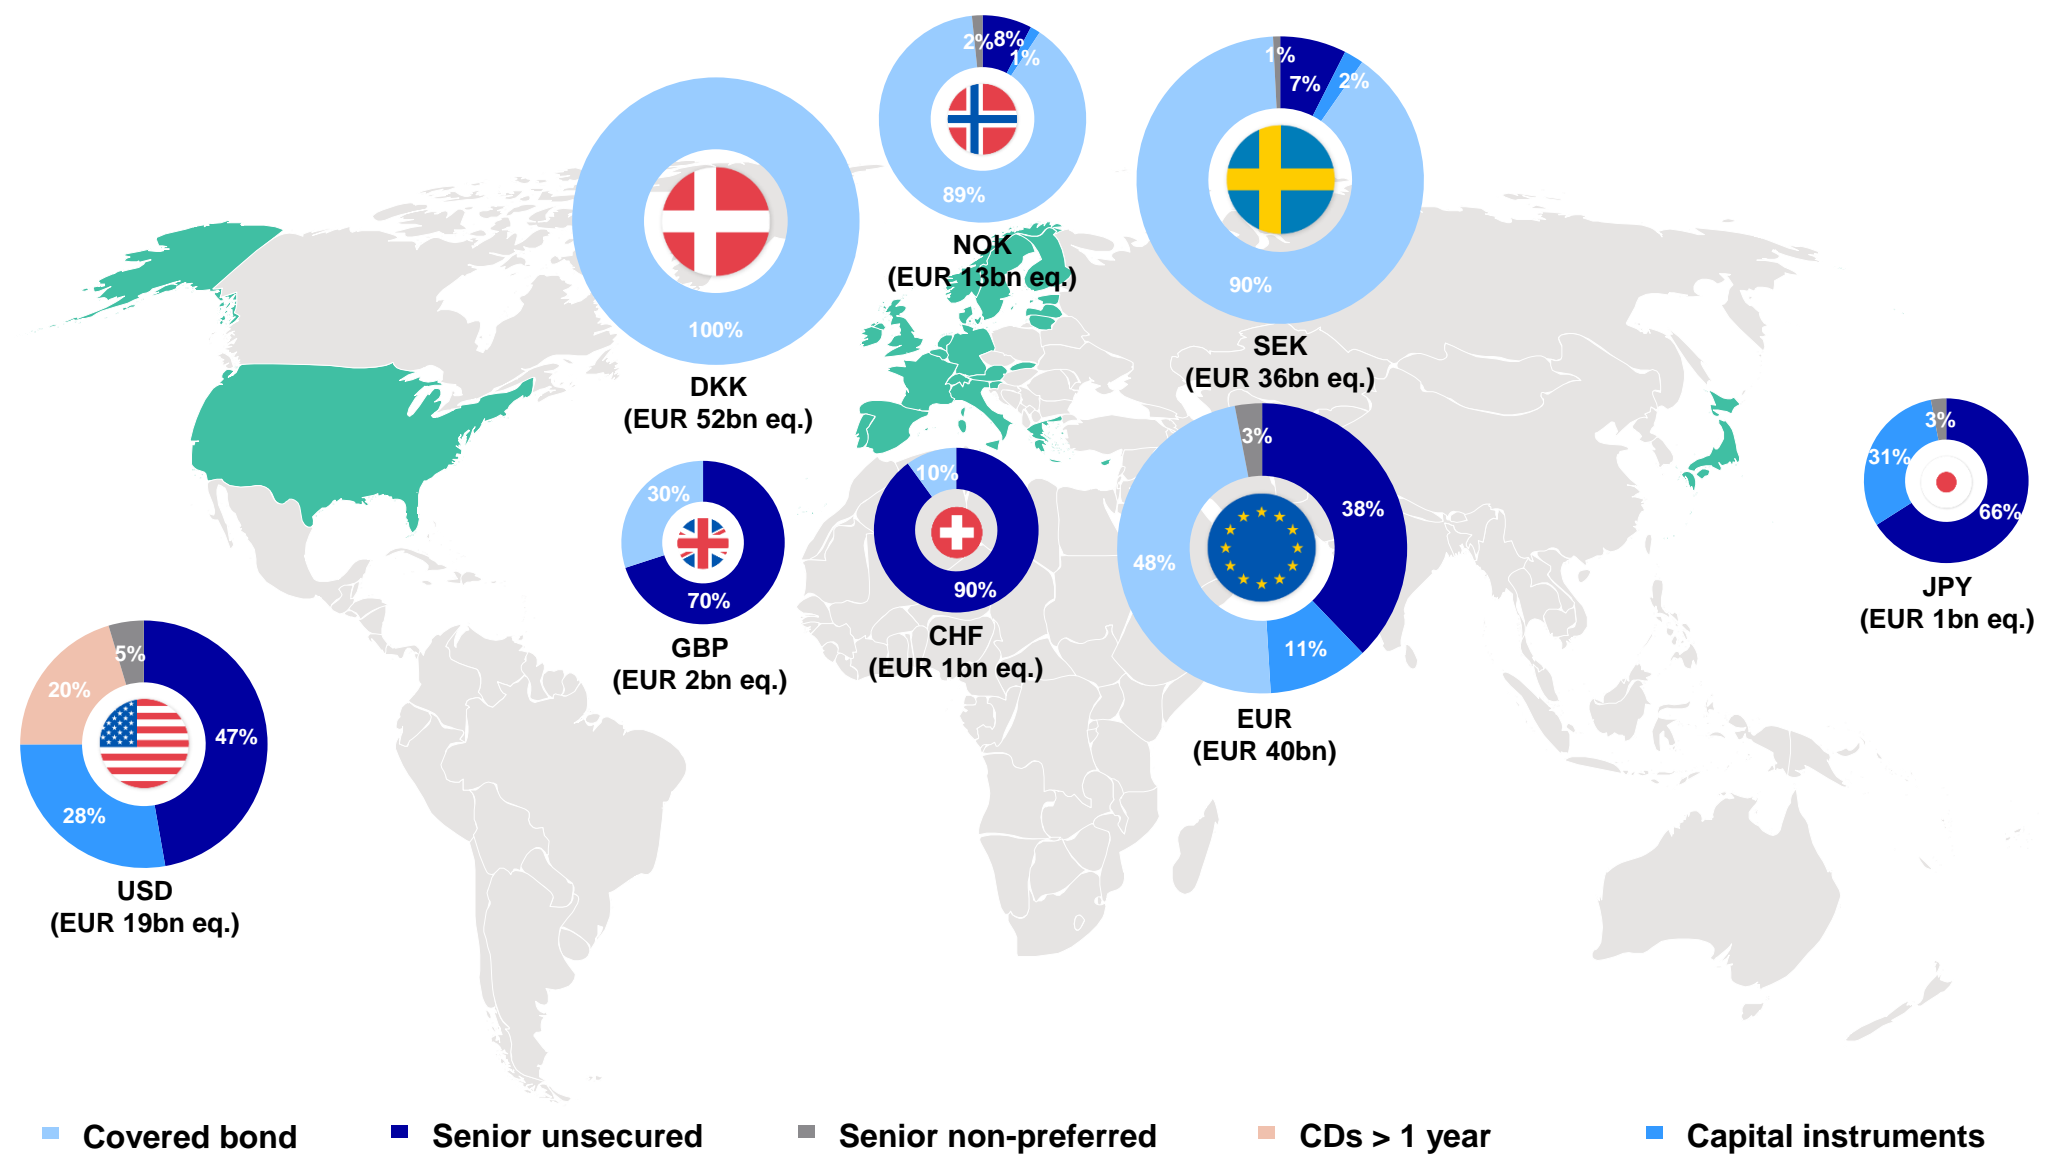 2%
8%
1%
89%
NOK
(EUR 13bn eq.)
1%
7%
2%
90%
SEK
(EUR 36bn eq.)
100%
DKK
(EUR 52bn eq.)
30%
70%
GBP
(EUR 2bn eq.)
10%
90%
CHF
(EUR 1bn eq.)
3%
38%
48%
11%
EUR
(EUR 40bn)
3%
31%
66%
JPY
(EUR 1bn eq.)
5%
20%
47%
28%
USD
(EUR 19bn eq.)
Covered bond
Senior unsecured
Senior non-preferred
CDs > 1 year
Capital instruments